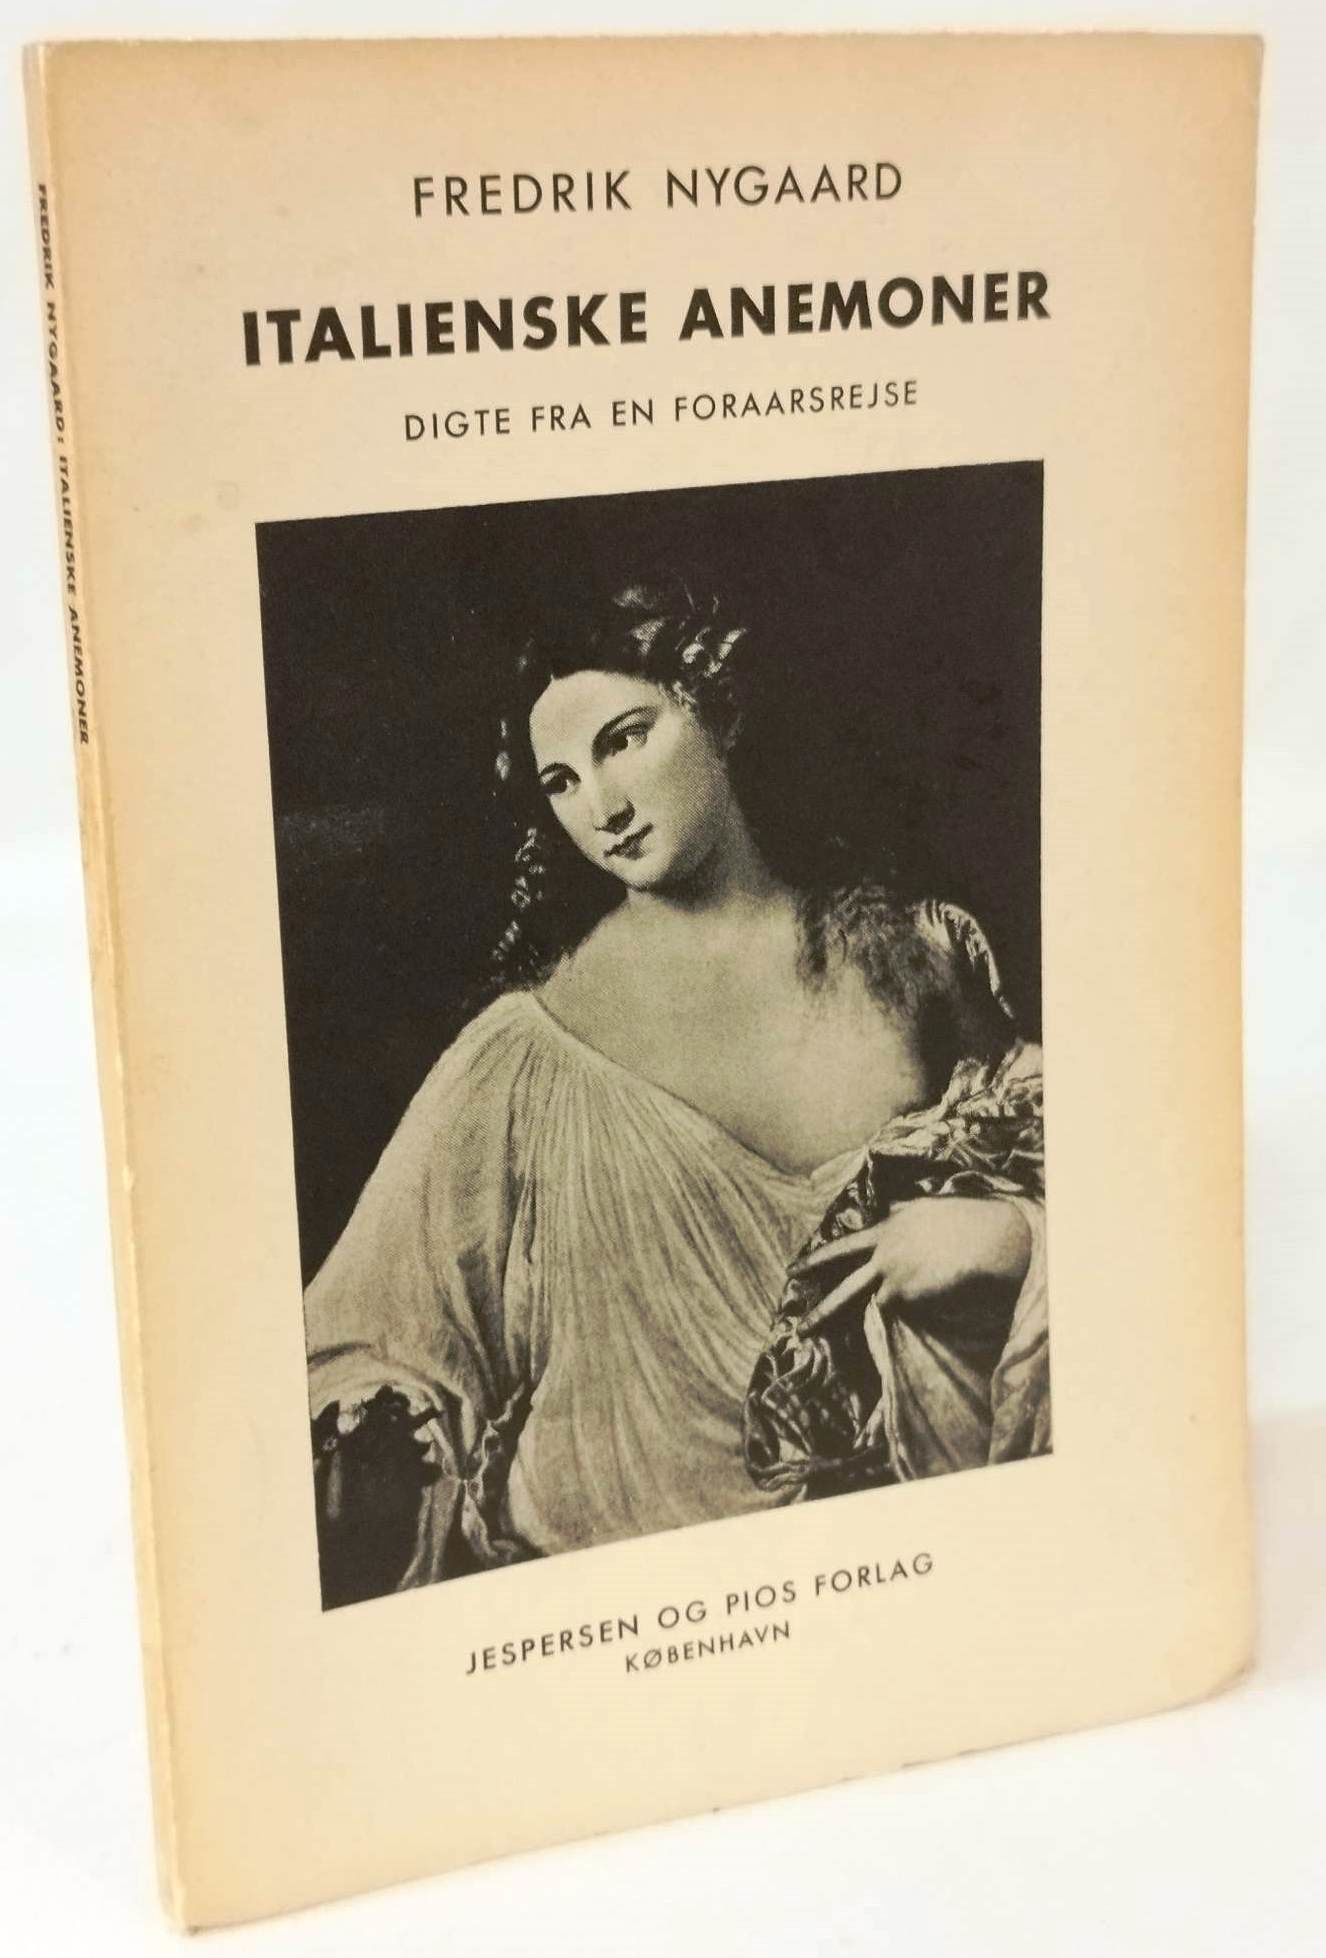 FREDRIK NYGAARD
ITALIENSKE ANEMONER
DIGTE FRA EN FORAARSREJSE
JESPERSEN OG PIOS FORLAG
KØBENHAVN
FREDRIK NYGAARD: ITALIENSKE ANEMONER